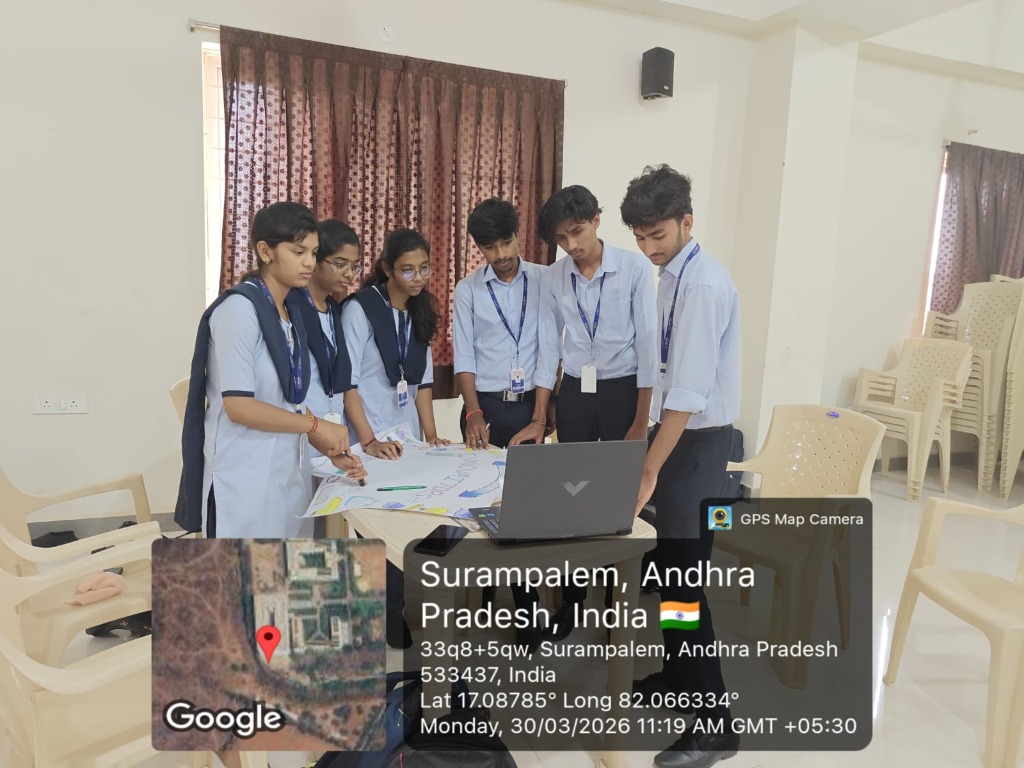 GPS Map Camera
Surampalem, Andhra
Pradesh, India
33q8+5qw, Surampalem, Andhra Pradesh
533437, India
Lat 17.08785° Long 82.066334°
Monday, 30/03/2026 11:19 AM GMT +05:30
Google